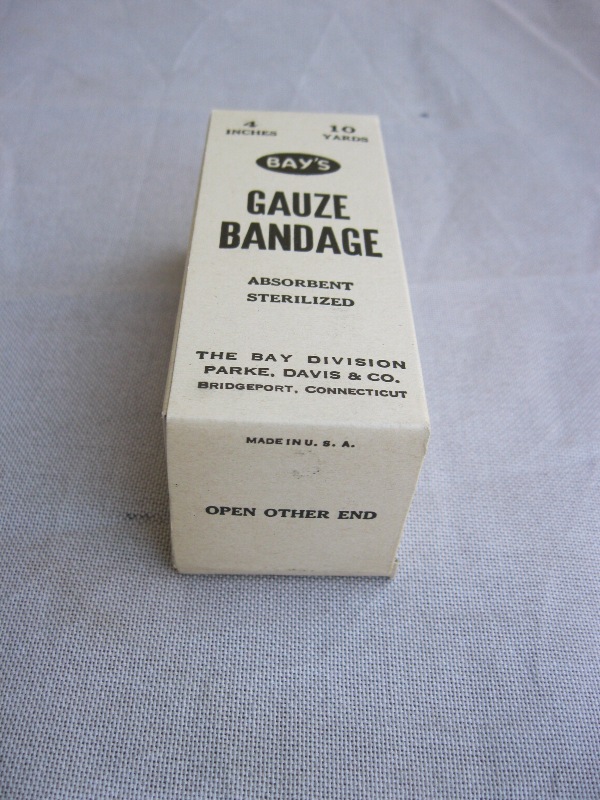 4 10
INCHES YARDS
BAY'S
GAUZE
BANDAGE
ABSORBENT
STERILIZED
THE BAY DIVISION
PARKE, DAVIS & CO.
BRIDGEPORT, CONNECTICUT
MADE IN U. S. A.
OPEN OTHER END